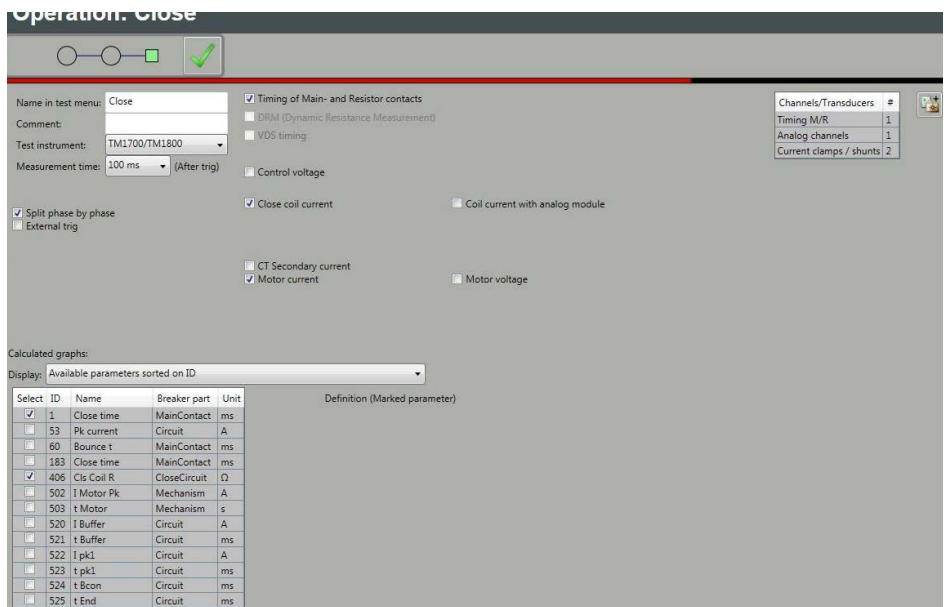 Operation: Close
Name in test menu: Close
Comment:
Test instrument: TM1700/TM1800
Measurement time: 100 ms (After trig)
Split phase by phase
External trig
Timing of Main- and Resistor contacts
DRM (Dynamic Resistance Measurement)
VDS timing
Control voltage
Close coil current
Coil current with analog module
CT Secondary current
Motor current
Motor voltage
Channels/Transducers #
Timing M/R 1
Analog channels 1
Current clamps / shunts 2
Calculated graphs:
Display: Available parameters sorted on ID
Select ID Name Breaker part Unit
1 Close time MainContact ms
53 Pk current Circuit A
60 Bounce t MainContact ms
183 Close time MainContact ms
406 Cls Coil R CloseCircuit Ω
502 I Motor Pk Mechanism A
503 t Motor Mechanism s
520 I Buffer Circuit A
521 t Buffer Circuit ms
522 I pk1 Circuit A
523 t pk1 Circuit ms
524 t Bcon Circuit ms
525 t End Circuit ms
Definition (Marked parameter)